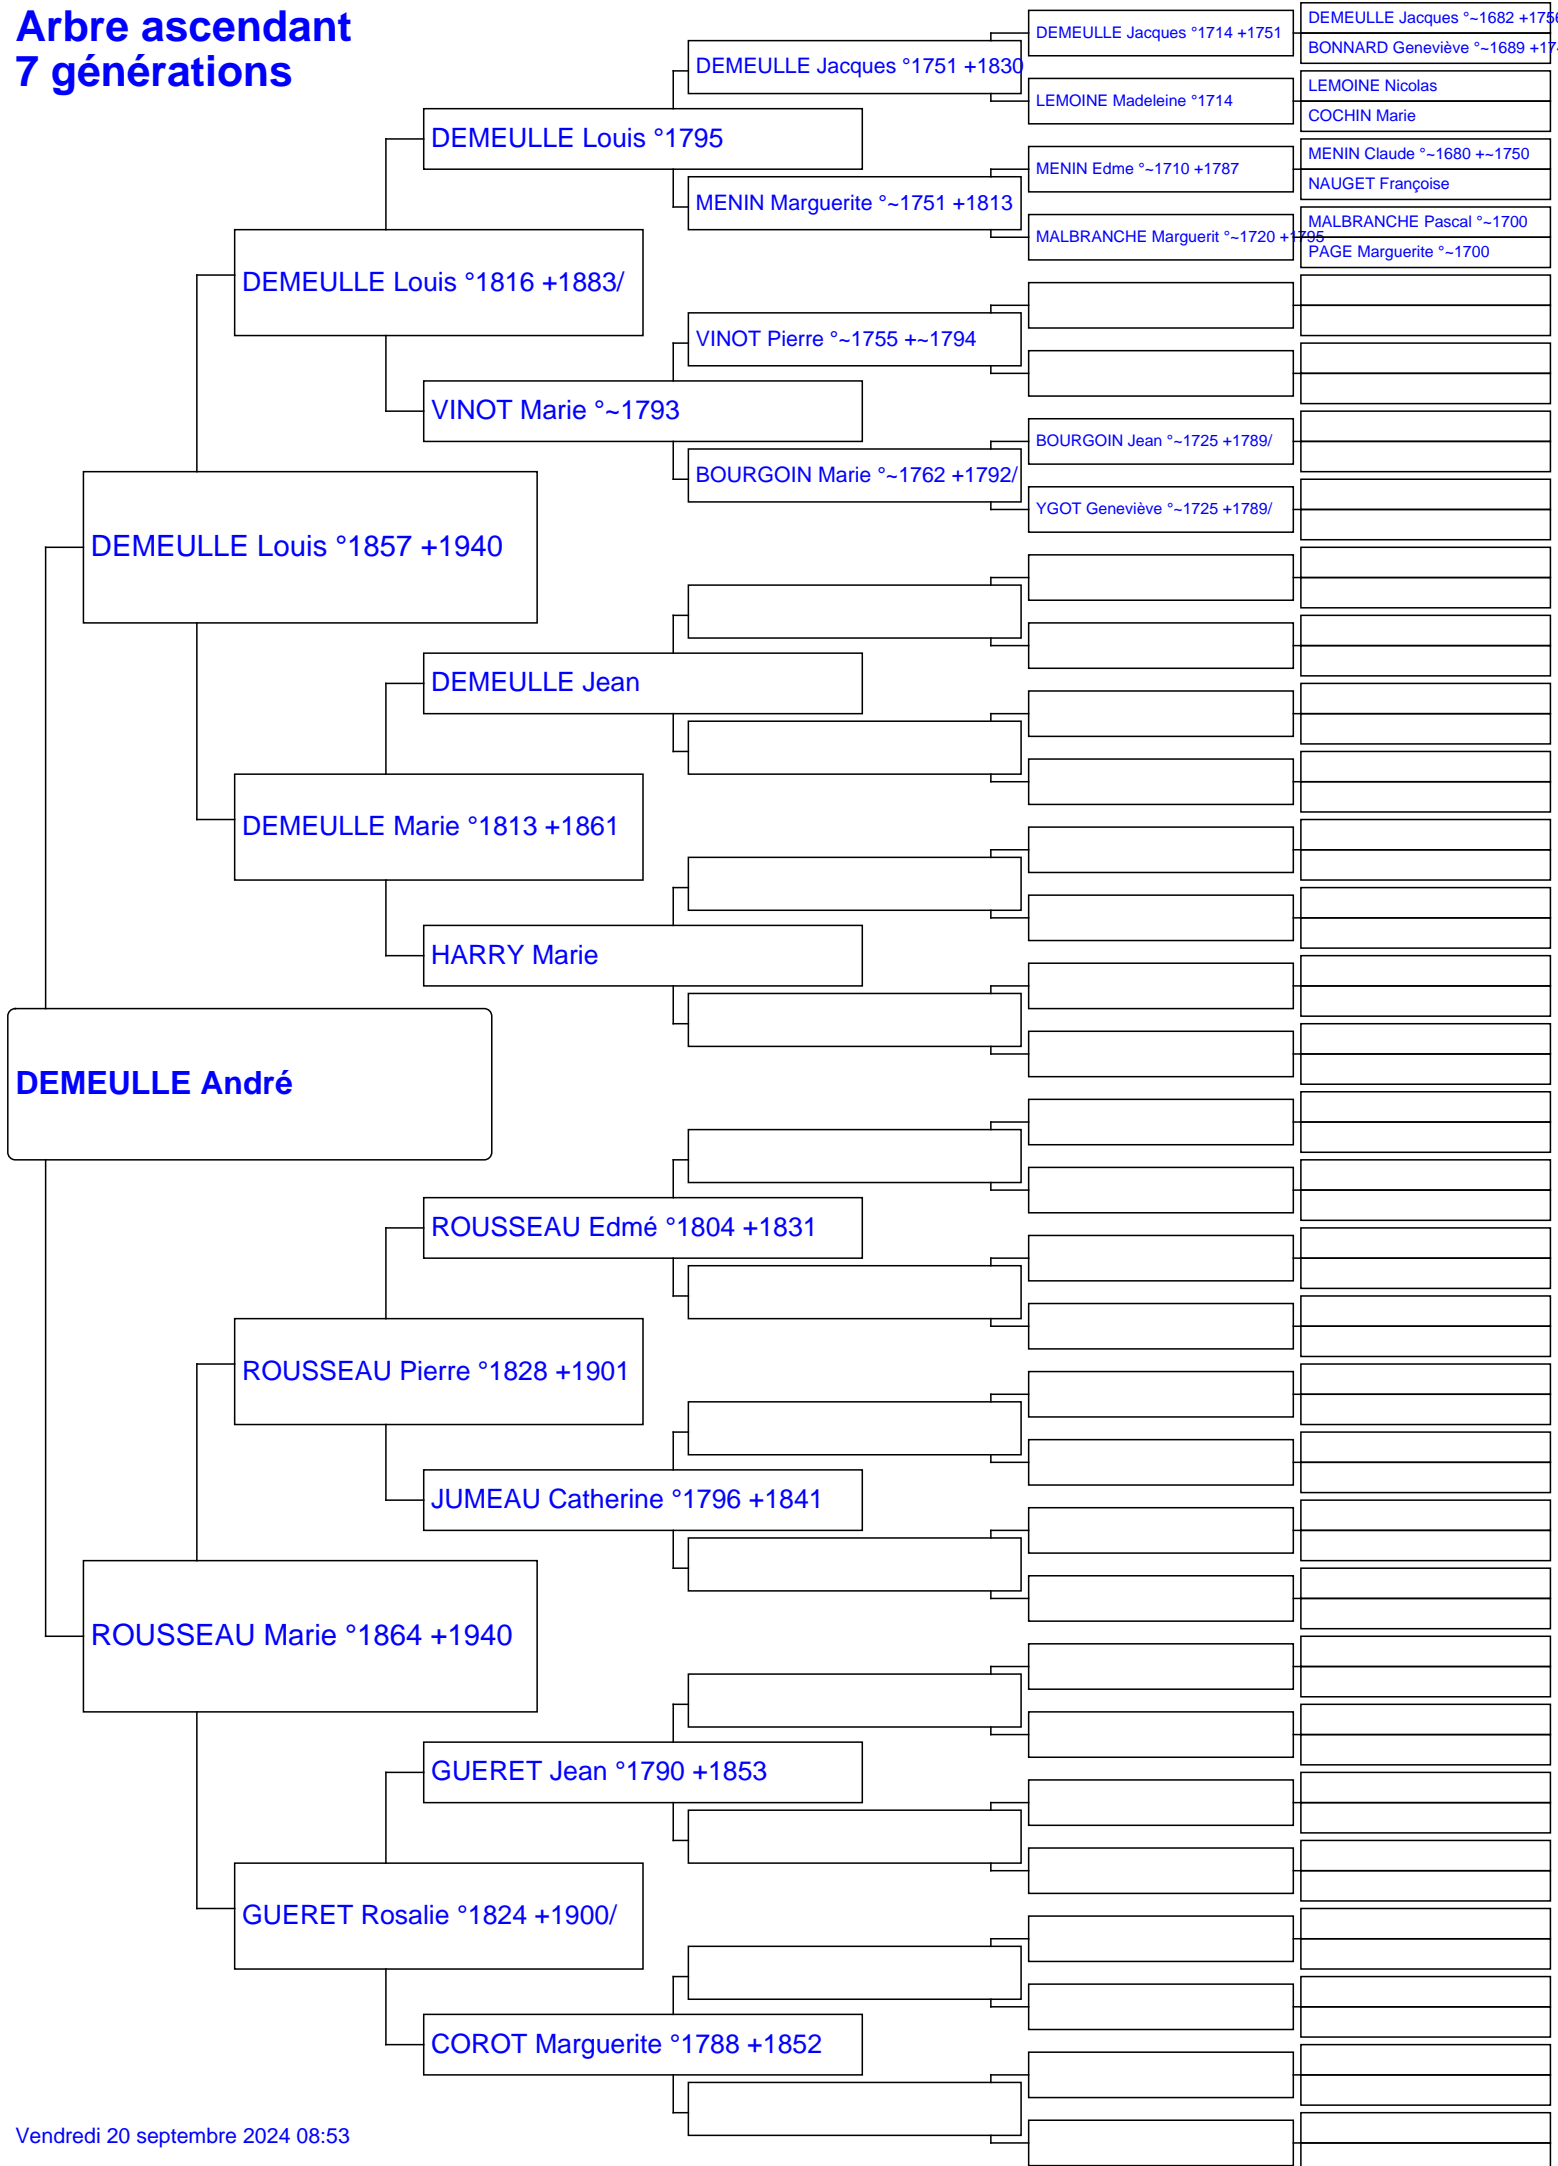 Arbre ascendant
7 générations
DEMEULLE André
DEMEULLE Louis °1857 +1940
ROUSSEAU Marie °1864 +1940
DEMEULLE Louis °1816 +1883/
DEMEULLE Marie °1813 +1861
ROUSSEAU Pierre °1828 +1901
GUERET Rosalie °1824 +1900/
DEMEULLE Louis °1795
VINOT Marie °~1793
DEMEULLE Jean
HARRY Marie
ROUSSEAU Edmé °1804 +1831
JUMEAU Catherine °1796 +1841
GUERET Jean °1790 +1853
COROT Marguerite °1788 +1852
DEMEULLE Jacques °1751 +1830
MENIN Marguerite °~1751 +1813
VINOT Pierre °~1755 +~1794
BOURGOIN Marie °~1762 +1792/
DEMEULLE Jacques °1714 +1751
LEMOINE Madeleine °1714
MENIN Edme °~1710 +1787
MALBRANCHE Marguerit °~1720 +1795
BOURGOIN Jean °~1725 +1789/
YGOT Geneviève °~1725 +1789/
DEMEULLE Jacques °~1682 +1756
BONNARD Geneviève °~1689
LEMOINE Nicolas
COCHIN Marie
MENIN Claude °~1680 +~1750
NAUGET Françoise
MALBRANCHE Pascal °~1700
PAGE Marguerite °~1700
Vendredi 20 septembre 2024 08:53